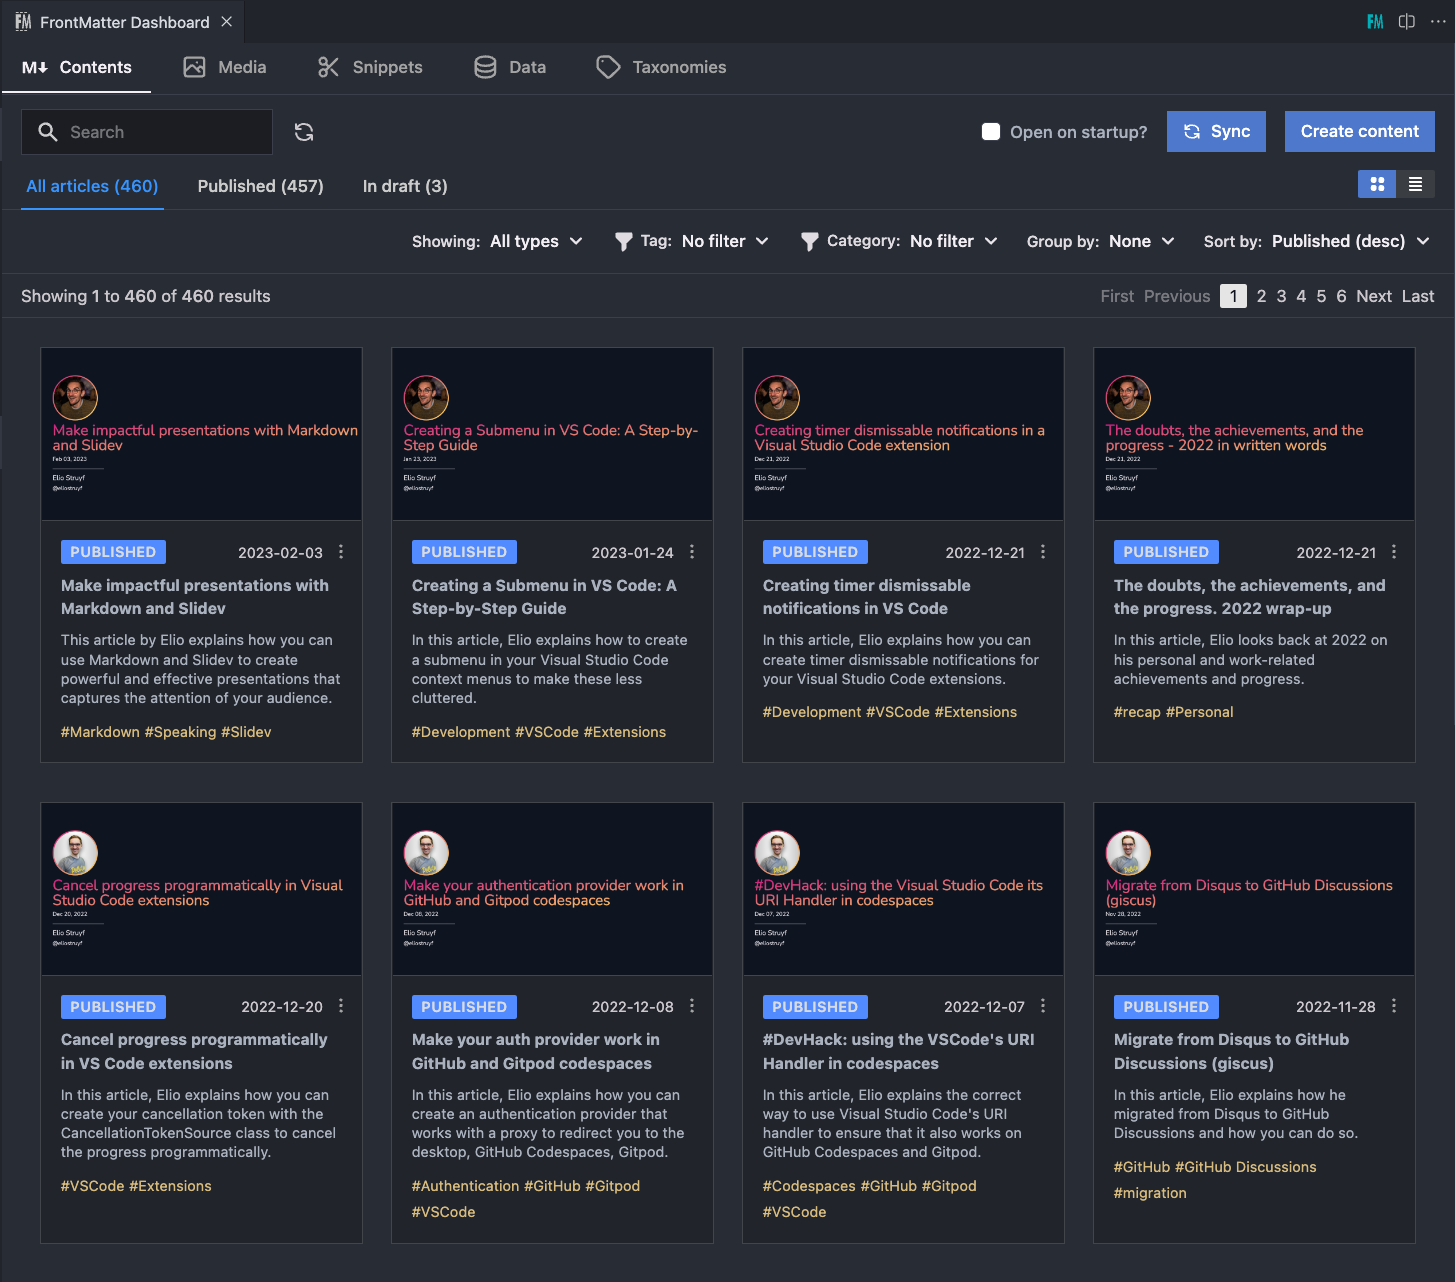 FrontMatter Dashboard
Contents Media Snippets Data Taxonomies
Search Open on startup? Sync Create content
All articles (460) Published (457) In draft (3)
Showing: All types Tag: No filter Category: No filter Group by: None Sort by: Published (desc)
Showing 1 to 460 of 460 results First Previous 1 2 3 4 5 6 Next Last
Make impactful presentations with Markdown
and Slidev
Feb 03, 2023
Elio Struyf
@eliostruyf
PUBLISHED 2023-02-03
Make impactful presentations with
Markdown and Slidev
This article by Elio explains how you can
use Markdown and Slidev to create
powerful and effective presentations that
captures the attention of your audience.
#Markdown #Speaking #Slidev
Creating a Submenu in VS Code: A Step-by-
Step Guide
Jan 23, 2023
Elio Struyf
@eliostruyf
PUBLISHED 2023-01-24
Creating a Submenu in VS Code: A
Step-by-Step Guide
In this article, Elio explains how to create
a submenu in your Visual Studio Code
context menus to make these less
cluttered.
#Development #VSCode #Extensions
Creating timer dismissable notifications in a
Visual Studio Code extension
Dec 21, 2022
Elio Struyf
@eliostruyf
PUBLISHED 2022-12-21
Creating timer dismissable
notifications in VS Code
In this article, Elio explains how you can
create timer dismissable notifications for
your Visual Studio Code extensions.
#Development #VSCode #Extensions
The doubts, the achievements, and the
progress - 2022 in written words
Dec 21, 2022
Elio Struyf
@eliostruyf
PUBLISHED 2022-12-21
The doubts, the achievements, and
the progress. 2022 wrap-up
In this article, Elio looks back at 2022 on
his personal and work-related
achievements and progress.
#recap #Personal
Cancel progress programmatically in Visual
Studio Code extensions
Dec 20, 2022
Elio Struyf
@eliostruyf
PUBLISHED 2022-12-20
Cancel progress programmatically
in VS Code extensions
In this article, Elio explains how you can
create your cancellation token with the
CancellationTokenSource class to cancel
the progress programmatically.
#VSCode #Extensions
Make your authentication provider work in
GitHub and Gitpod codespaces
Dec 08, 2022
Elio Struyf
@eliostruyf
PUBLISHED 2022-12-08
Make your auth provider work in
GitHub and Gitpod codespaces
In this article, Elio explains how you can
create an authentication provider that
works with a proxy to redirect you to the
desktop, GitHub Codespaces, Gitpod.
#Authentication #GitHub #Gitpod
#VSCode
#DevHack: using the Visual Studio Code its
URI Handler in codespaces
Dec 07, 2022
Elio Struyf
@eliostruyf
PUBLISHED 2022-12-07
#DevHack: using the VSCode's URI
Handler in codespaces
In this article, Elio explains the correct
way to use Visual Studio Code's URI
handler to ensure that it also works on
GitHub Codespaces and Gitpod.
#Codespaces #GitHub #Gitpod
#VSCode
Migrate from Disqus to GitHub Discussions
(giscus)
Nov 28, 2022
Elio Struyf
@eliostruyf
PUBLISHED 2022-11-28
Migrate from Disqus to GitHub
Discussions (giscus)
In this article, Elio explains how he
migrated from Disqus to GitHub
Discussions and how you can do so.
#GitHub #GitHub Discussions
#migration